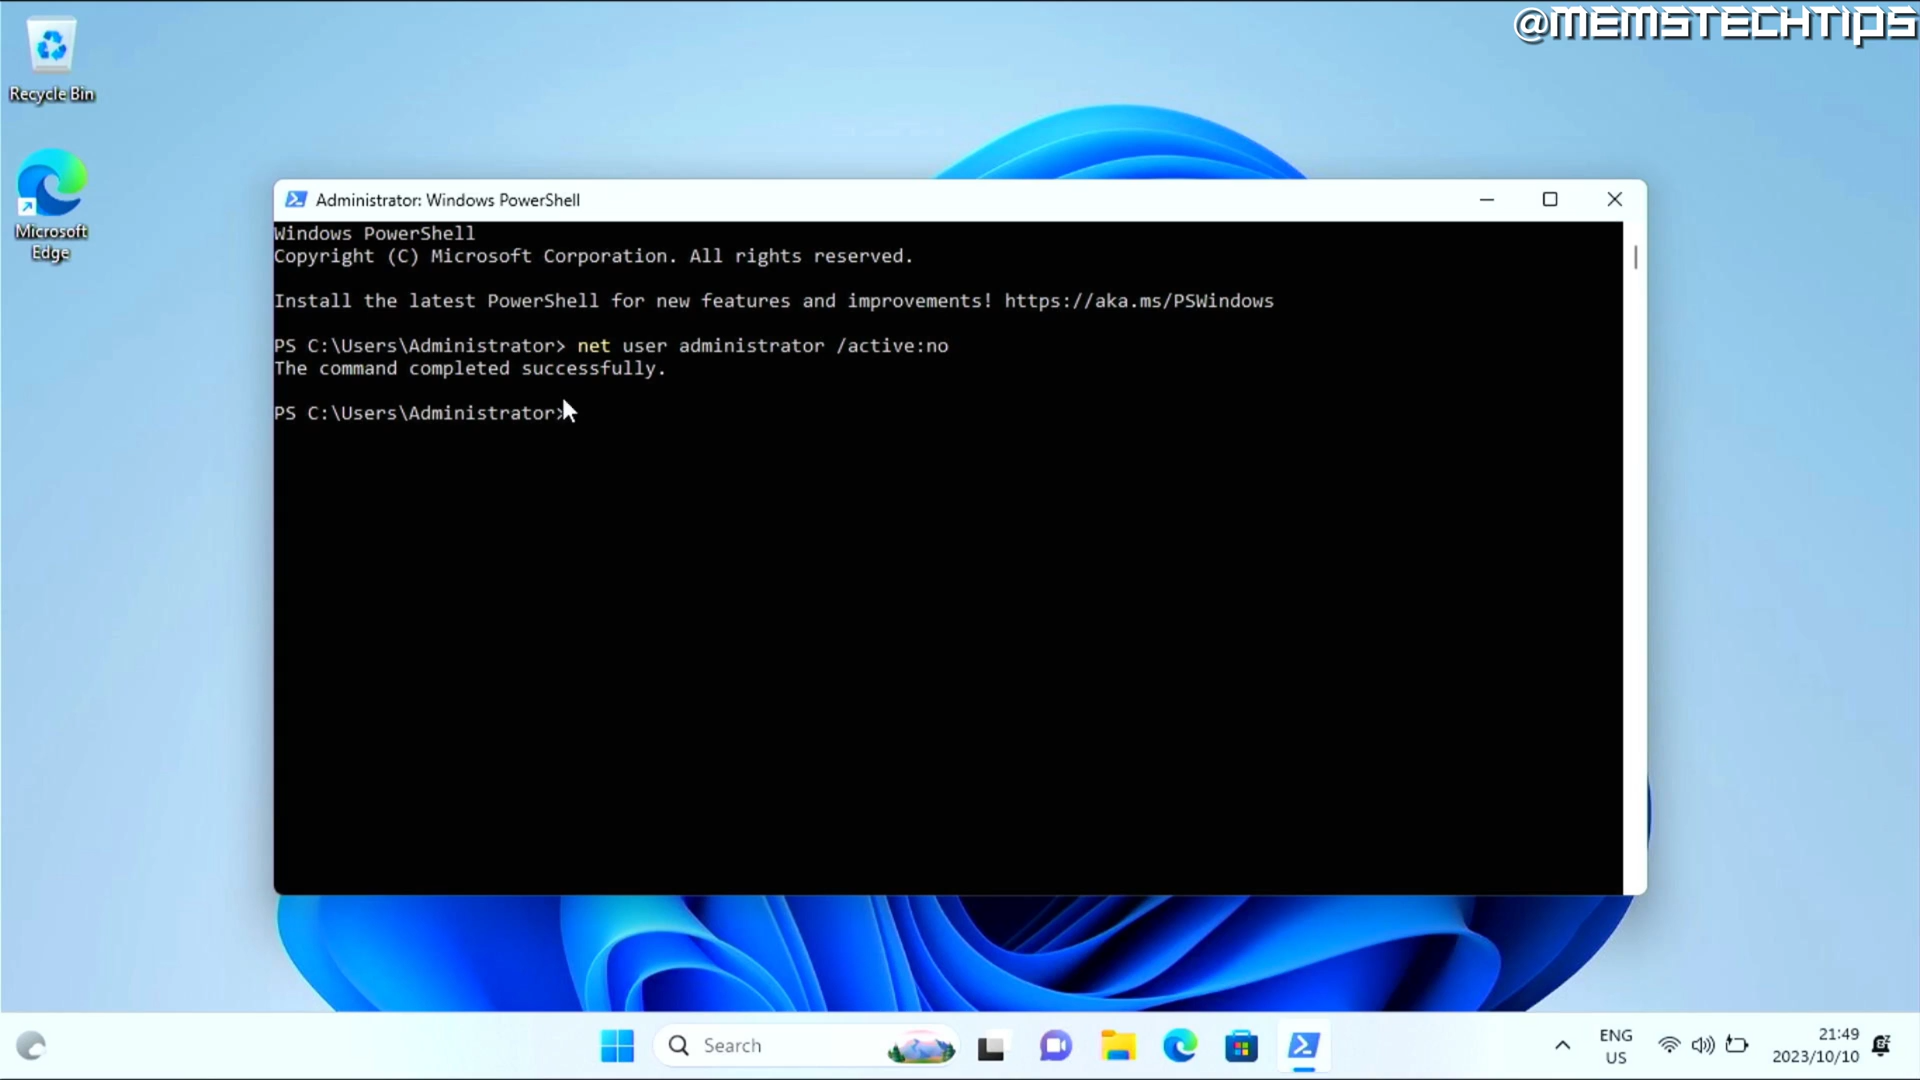 @MEMSTECHTIPS
Recycle Bin
Microsoft
Edge
Administrator: Windows PowerShell
Windows PowerShell
Copyright (C) Microsoft Corporation. All rights reserved.
Install the latest PowerShell for new features and improvements! https://aka.ms/PSWindows
PS C:\Users\Administrator> net user administrator /active:no
The command completed successfully.
PS C:\Users\Administrator>
Search
ENG
US
21:49
2023/10/10